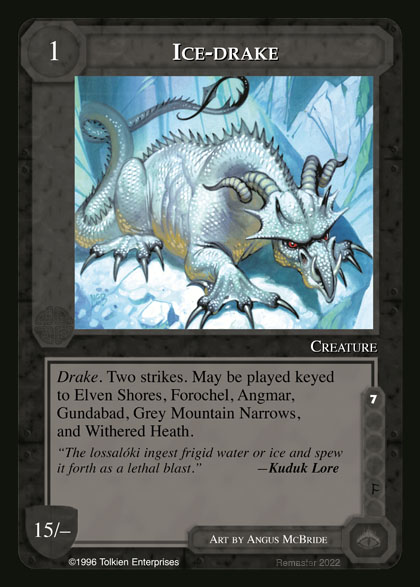 1
ICE-DRAKE
CREATURE
Drake. Two strikes. May be played keyed
to Elven Shores, Forochel, Angmar,
Gundabad, Grey Mountain Narrows,
and Withered Heath.
7
“The lossalóki ingest frigid water or ice and spew
it forth as a lethal blast.” —Kuduk Lore
15/–
ART BY ANGUS MCBRIDE
©1996 Tolkien Enterprises
Remaster 2022